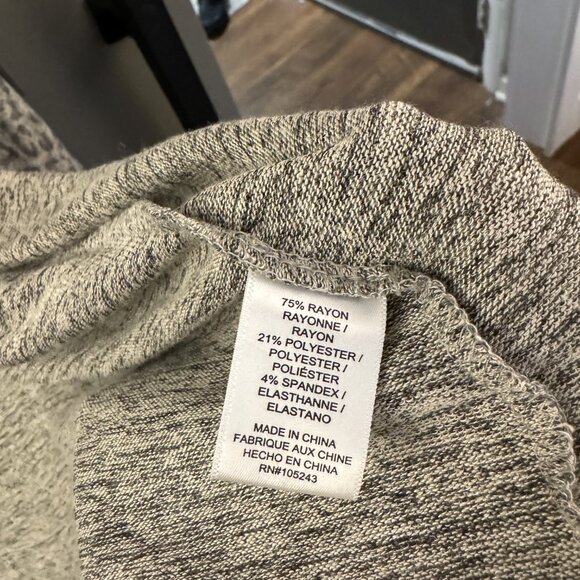 75% RAYON
RAYONNE /
RAYON
21% POLYESTER /
POLYESTER /
POLIÉSTER
4% SPANDEX /
ELASTHANNE /
ELASTANO
MADE IN CHINA
FABRIQUE AUX CHINE
HECHO EN CHINA
RN#105243